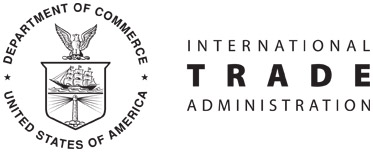 DEPARTMENT OF COMMERCE
UNITED STATES OF AMERICA
INTERNATIONAL
TRADE
ADMINISTRATION